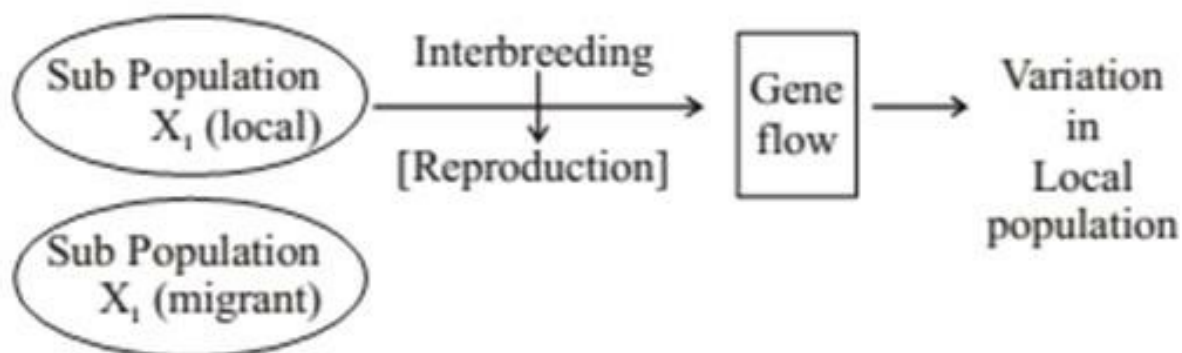 Sub Population
X₁ (local)
Interbreeding
[Reproduction]
Gene
flow
Variation
in
Local
population
Sub Population
X₁ (migrant)